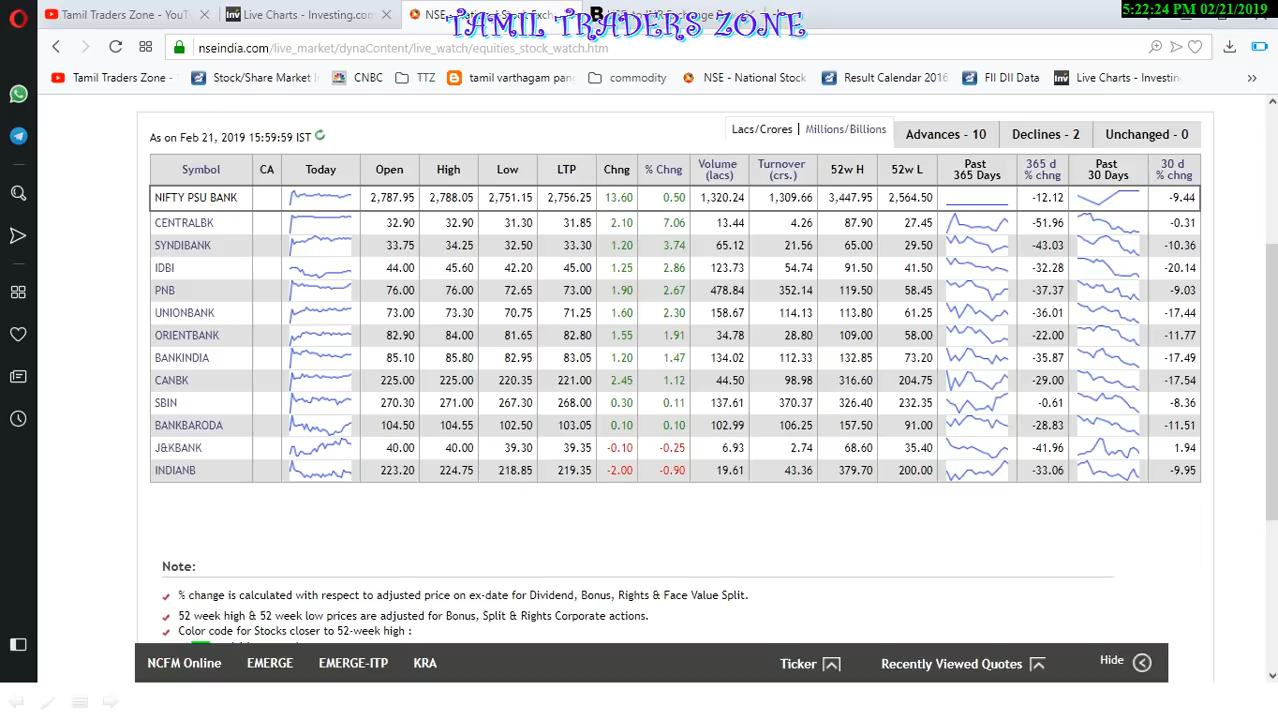 5:22:24 PM 02/21/2019
Tamil Traders Zone - YouT
Live Charts - Investing.com
NSE -
TAMIL TRADERS ZONE
nseindia.com/live_market/dynaContent/live_watch/equities_stock_watch.htm
Tamil Traders Zone - Stock/Share Market CNBC TTZ tamil varthagam commodity NSE - National Stock Result Calendar 2016 FII DII Data Live Charts - Investin
Lacs/Crores | Millions/Billions Advances - 10 Declines - 2 Unchanged - 0
As on Feb 21, 2019 15:59:59 IST
Symbol CA Today Open High Low LTP Chng % Chng Volume (lacs) Turnover (crs.) 52w H 52w L Past 365 Days 365 d % chng Past 30 Days 30 d % chng
NIFTY PSU BANK 2,787.95 2,788.05 2,751.15 2,756.25 13.60 0.50 1,320.24 1,309.66 3,447.95 2,564.50 -12.12 -9.44
CENTRALBK 32.90 32.90 31.30 31.85 2.10 7.06 13.44 4.26 87.90 27.45 -51.96 -0.31
SYNDIBANK 33.75 34.25 32.50 33.30 1.20 3.74 65.12 21.56 65.00 29.50 -43.03 -10.36
IDBI 44.00 45.60 42.20 45.00 1.25 2.86 123.73 54.74 91.50 41.50 -32.28 -20.14
PNB 76.00 76.00 72.65 73.00 1.90 2.67 478.84 352.14 119.50 58.45 -37.37 -9.03
UNIONBANK 73.00 73.30 70.75 71.25 1.60 2.30 158.67 114.13 113.80 61.25 -36.01 -17.44
ORIENTBANK 82.90 84.00 81.65 82.80 1.55 1.91 34.78 28.80 109.00 58.00 -22.00 -11.77
BANKINDIA 85.10 85.80 82.95 83.05 1.20 1.47 134.02 112.33 132.85 73.20 -35.87 -17.49
CANBK 225.00 225.00 220.35 221.00 2.45 1.12 44.50 98.98 316.60 204.75 -29.00 -17.54
SBIN 270.30 271.00 267.30 268.00 0.30 0.11 137.61 370.37 326.40 232.35 -0.61 -8.36
BANKBARODA 104.50 104.55 102.50 103.05 0.10 0.10 102.99 106.25 157.50 91.00 -28.83 -11.51
J&KBANK 40.00 40.00 39.30 39.35 -0.10 -0.25 6.93 2.74 68.60 35.40 -41.96 1.94
INDIANB 223.20 224.75 218.85 219.35 -2.00 -0.90 19.61 43.36 379.70 200.00 -33.06 -9.95
Note:
% change is calculated with respect to adjusted price on ex-date for Dividend, Bonus, Rights & Face Value Split.
52 week high & 52 week low prices are adjusted for Bonus, Split & Rights Corporate actions.
Color code for Stocks closer to 52-week high :
NCFM Online EMERGE EMERGE-ITP KRA Ticker Recently Viewed Quotes Hide